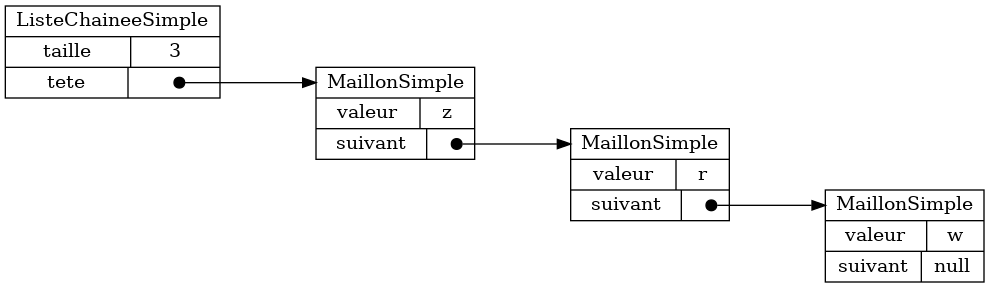 ListeChaineeSimple
taille 3
tete
MaillonSimple
valeur z
suivant
MaillonSimple
valeur r
suivant
MaillonSimple
valeur w
suivant null